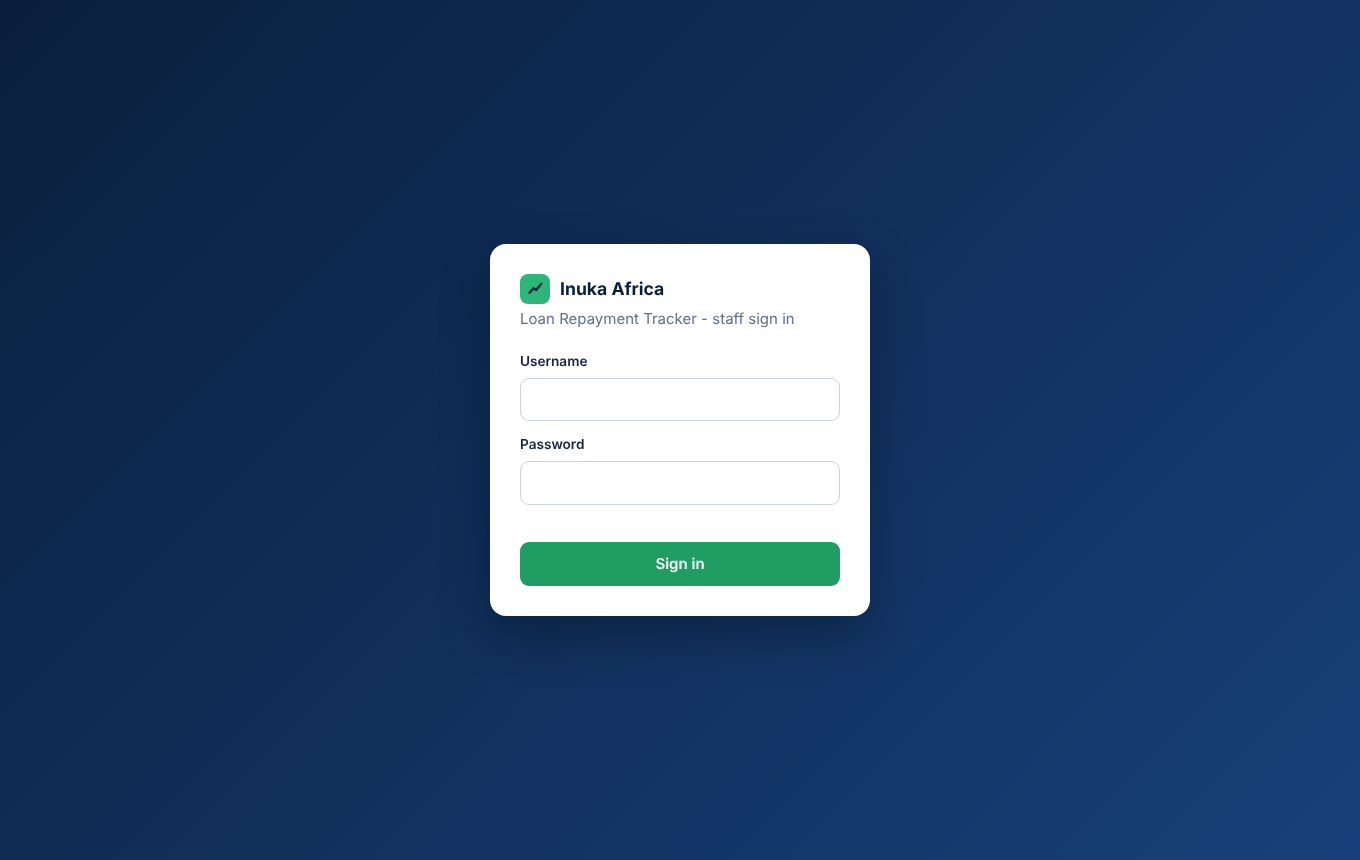 Inuka Africa
Loan Repayment Tracker - staff sign in
Username
Password
Sign in